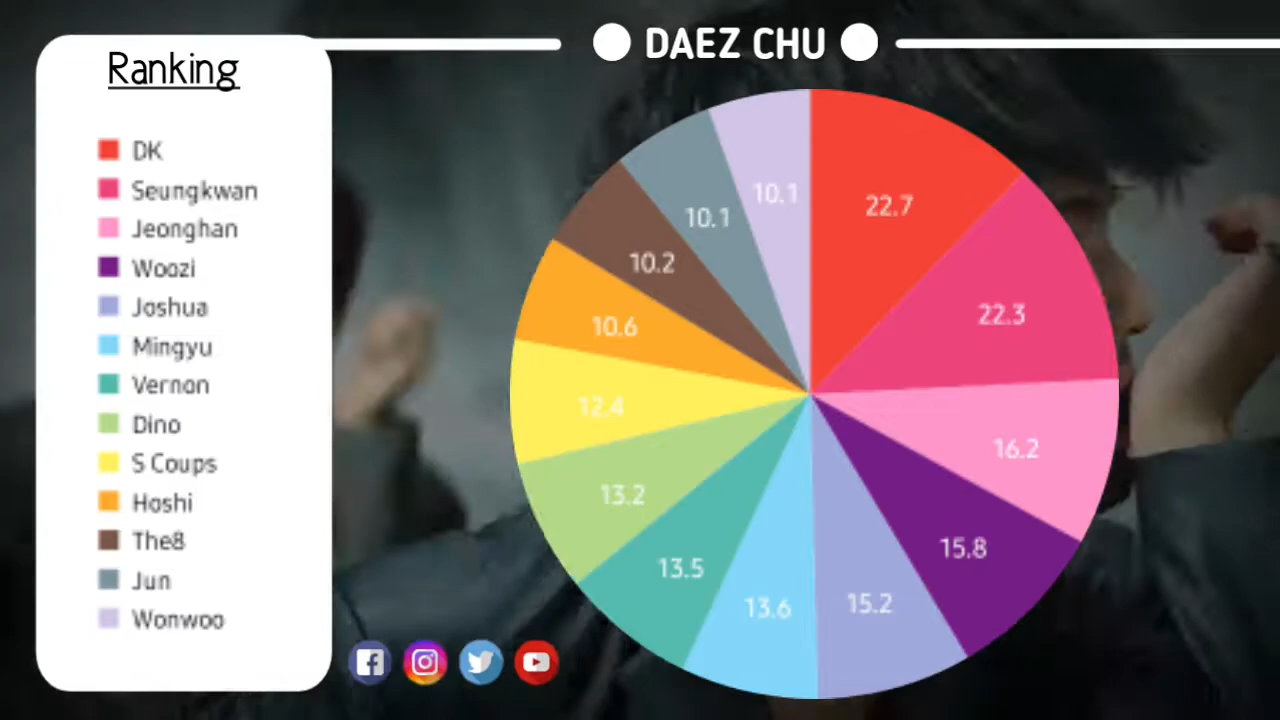 DAEZ CHU
Ranking
DK
Seungkwan
Jeonghan
Woozi
Joshua
Mingyu
Vernon
Dino
S Coups
Hoshi
The8
Jun
Wonwoo
22.7
22.3
16.2
15.8
15.2
13.6
13.5
13.2
12.4
10.6
10.2
10.1
10.1